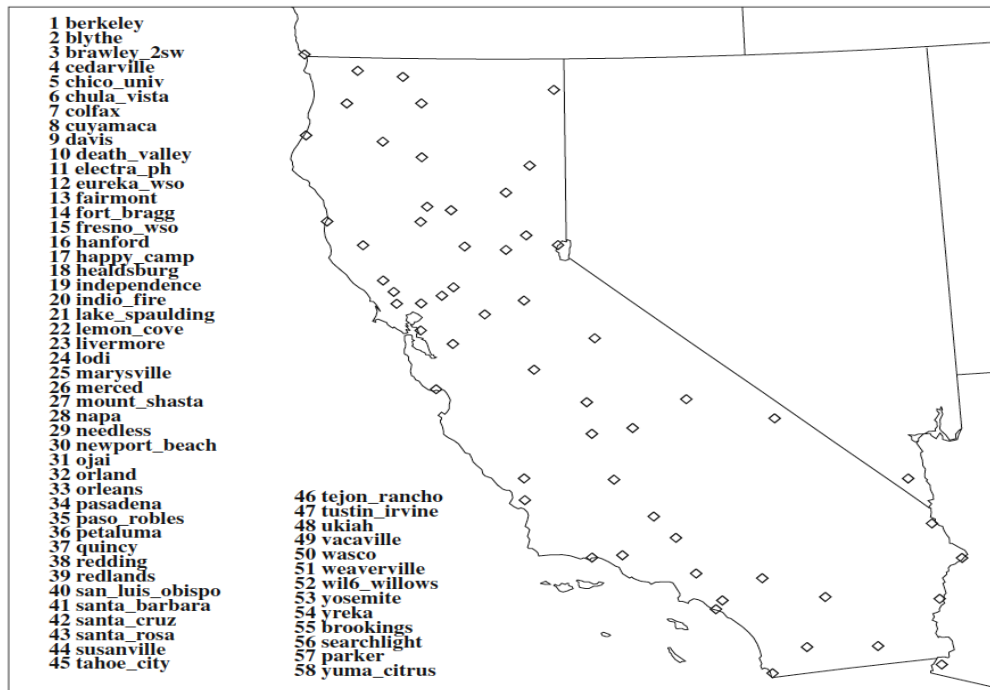 1 berkeley
2 blythe
3 brawley_2sw
4 cedarville
5 chico_univ
6 chula_vista
7 colfax
8 cuyamaca
9 davis
10 death_valley
11 electra_ph
12 eureka_wso
13 fairmont
14 fort_bragg
15 fresno_wso
16 hanford
17 happy_camp
18 healdsburg
19 independence
20 indio_fire
21 lake_spaulding
22 lemon_cove
23 livermore
24 lodi
25 marysville
26 merced
27 mount_shasta
28 napa
29 needless
30 newport_beach
31 ojai
32 orland
33 orleans
34 pasadena
35 paso_robles
36 petaluma
37 quincy
38 redding
39 redlands
40 san_luis_obispo
41 santa_barbara
42 santa_cruz
43 santa_rosa
44 susanville
45 tahoe_city
46 tejon_rancho
47 tustin_irvine
48 ukiah
49 vacaville
50 wasco
51 weaverville
52 wil6_willows
53 yosemite
54 yreka
55 brookings
56 searchlight
57 parker
58 yuma_citrus